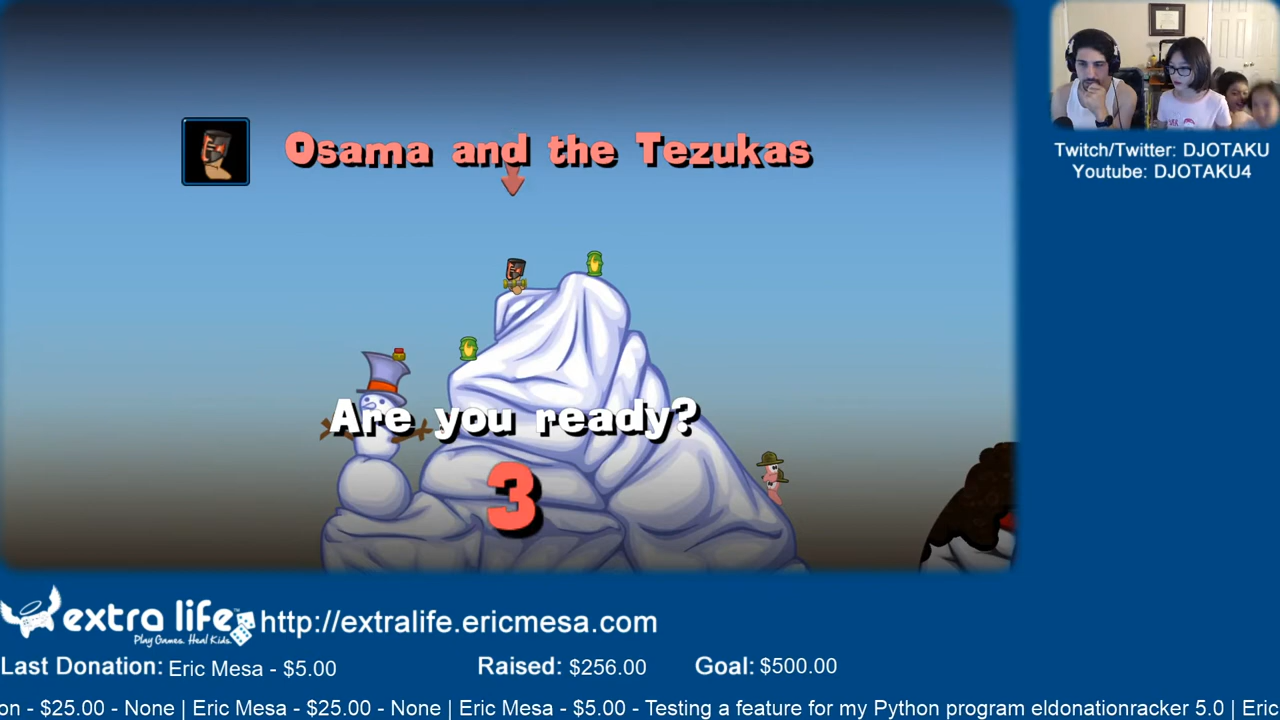 Osama and the Tezukas
Twitch/Twitter: DJOTAKU
Youtube: DJOTAKU4
Are you ready?
3
extra life
Play Games. Heal Kids.
http://extralife.ericmesa.com
Last Donation: Eric Mesa - $5.00
Raised: $256.00
Goal: $500.00
on - $25.00 - None | Eric Mesa - $25.00 - None | Eric Mesa - $5.00 - Testing a feature for my Python program eldonationracker 5.0 | Eric